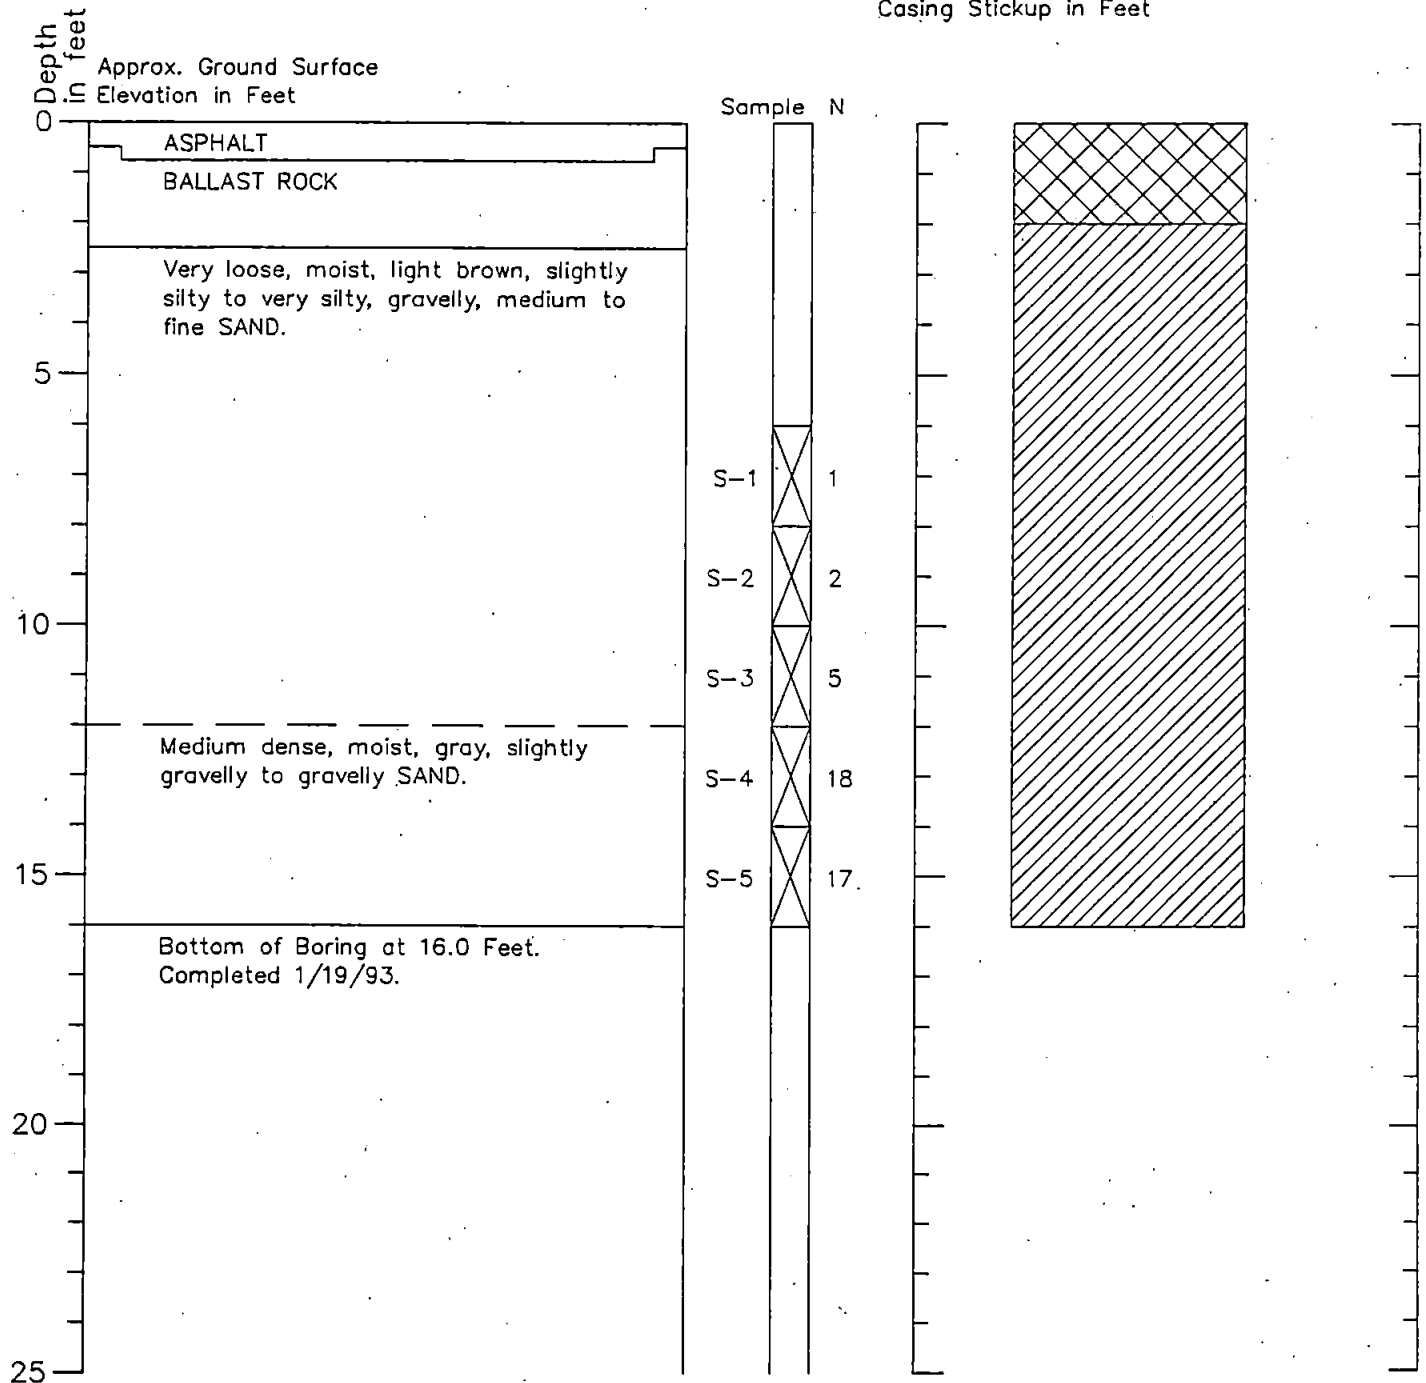 Casing Stickup in Feet
Depth
in feet
Approx. Ground Surface
Elevation in Feet
Sample N
0
ASPHALT
BALLAST ROCK
Very loose, moist, light brown, slightly
silty to very silty, gravelly, medium to
fine SAND.
5
S-1 1
S-2 2
10
S-3 5
Medium dense, moist, gray, slightly
gravelly to gravelly SAND.
S-4 18
15
S-5 17
Bottom of Boring at 16.0 Feet.
Completed 1/19/93.
20
25